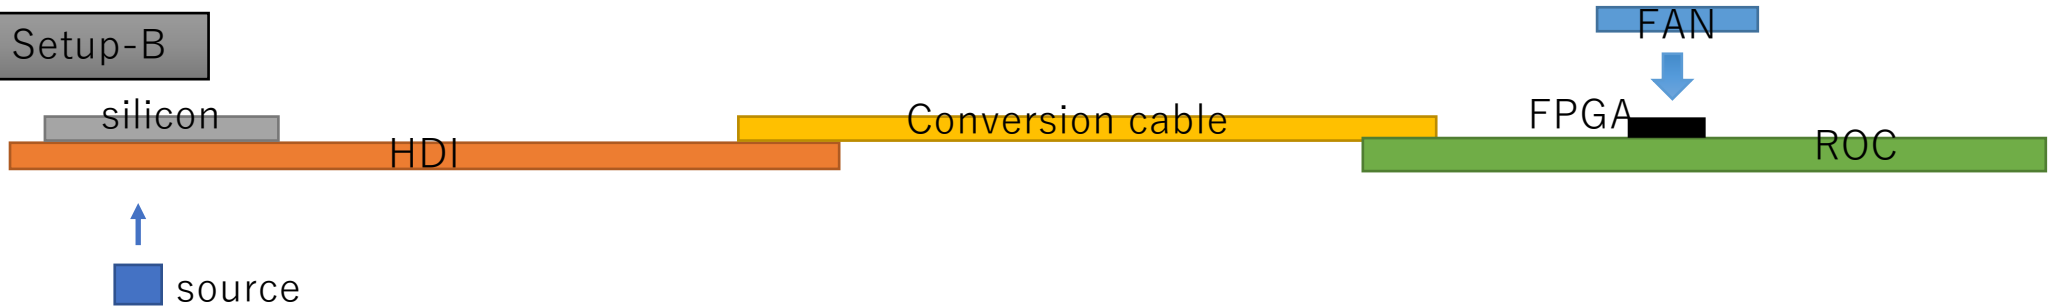 Setup-B
FAN
silicon
Conversion cable
FPGA
HDI
ROC
source